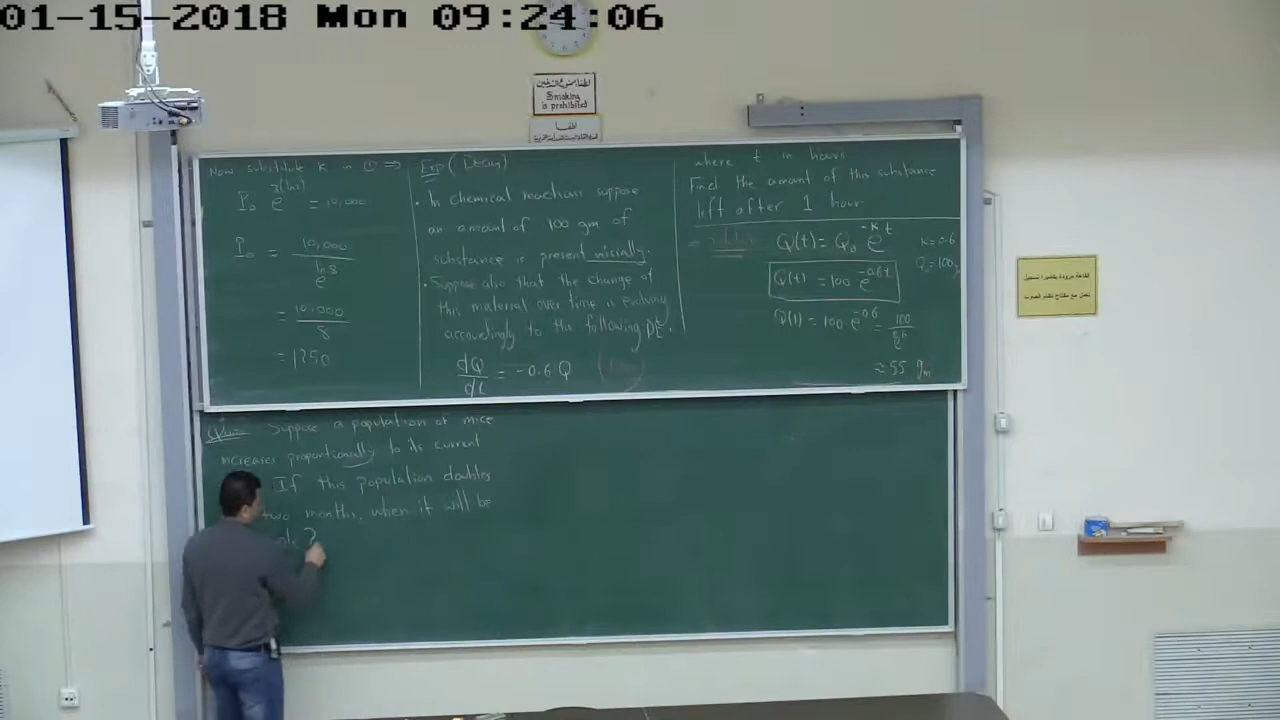 01-15-2018 Mon 09:24:06
Smoking
is prohibited
Now substitute K in ① ⇒
P₀ e^{3(ln2)} = 10,000
P₀ = 10,000 / e^{ln 8}
= 10,000 / 8
= 1250
Exp (Decay)
• In chemical reactions suppose
an amount of 100 gm of
substance is present initially.
• Suppose also that the change of
this material over time is evolving
accordingly to the following DE.
dQ/dt = -0.6 Q
where t in hours
Find the amount of this substance
left after 1 hour
⇒ Q(t) = Q₀ e^{-Kt}
K=0.6
Q(t) = 100 e^{-0.6t}
Q₀=100
Q(1) = 100 e^{-0.6} = 100 / e^{0.6}
≈ 55 gm
Suppose a population of mice
increases proportionally to its current
If this population doubles
two months, when it will be
?